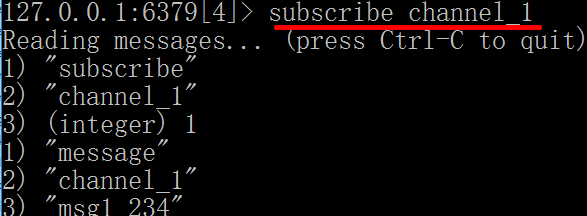 127.0.0.1:6379[4]> subscribe channel_1
Reading messages... (press Ctrl-C to quit)
1) "subscribe"
2) "channel_1"
3) (integer) 1
1) "message"
2) "channel_1"
3) "msg1 234"